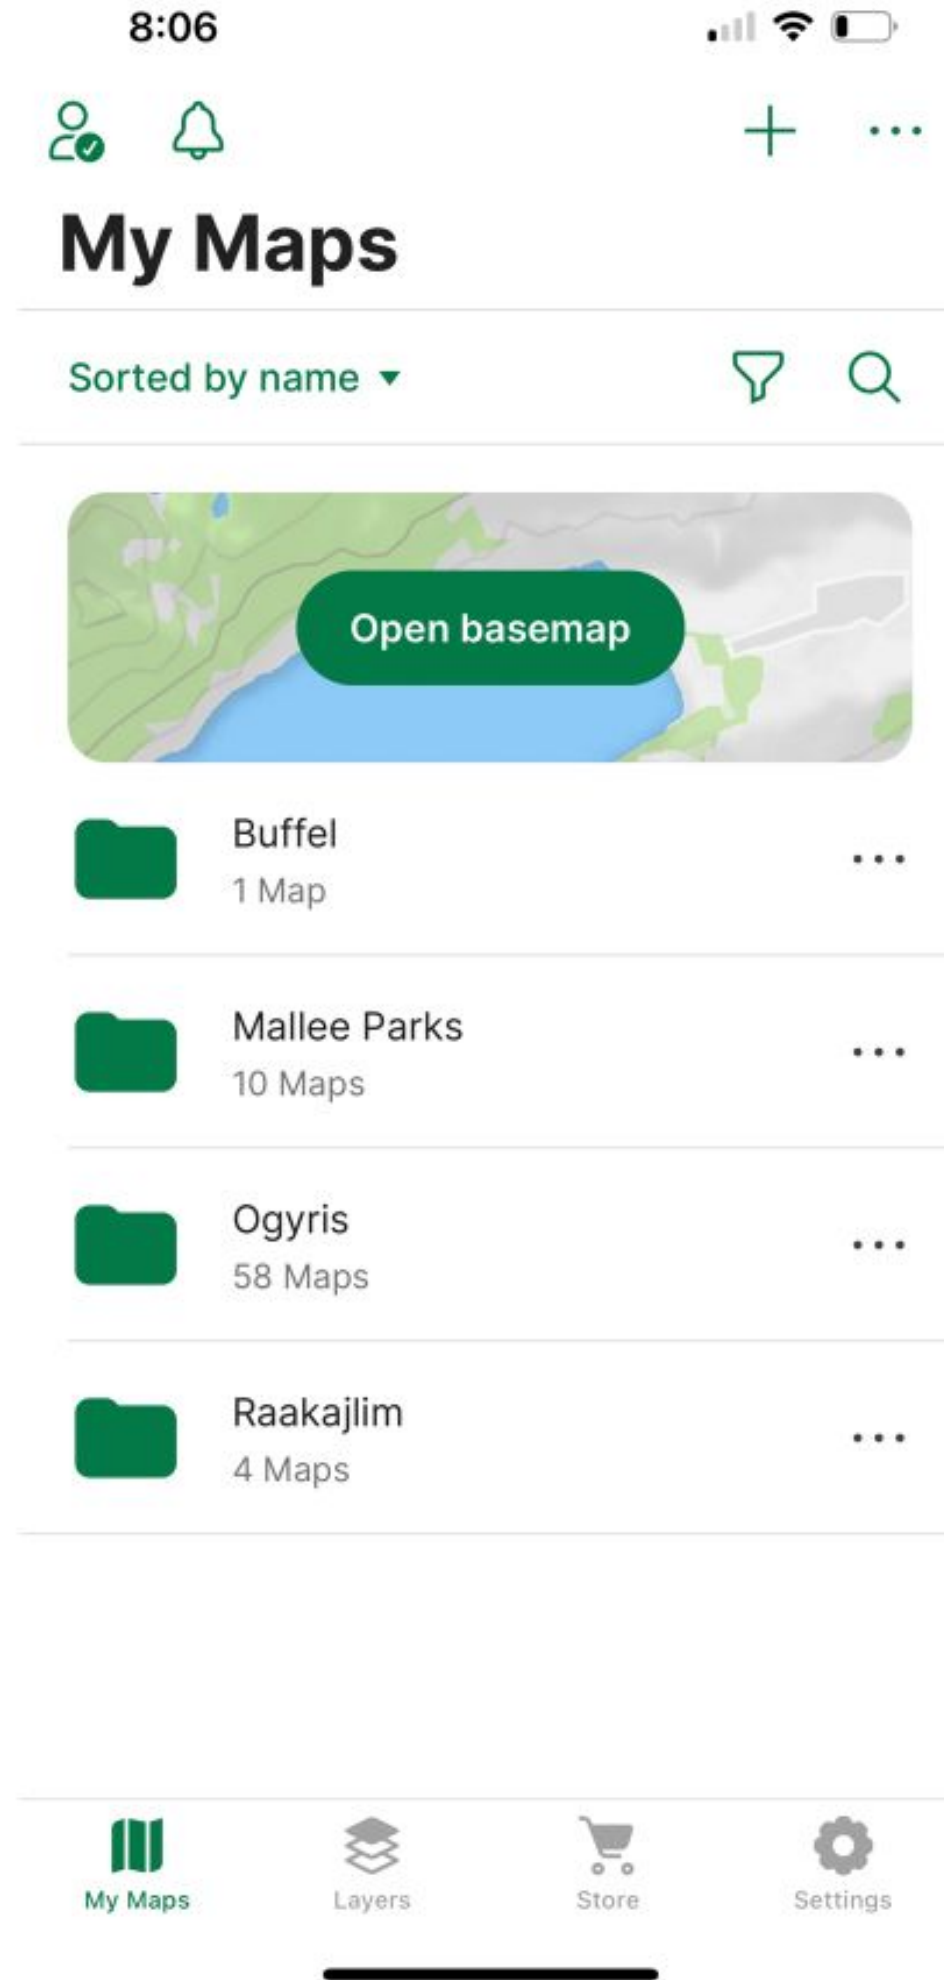 8:06
My Maps
Sorted by name
Open basemap
Buffel
1 Map
Mallee Parks
10 Maps
Ogyris
58 Maps
Raakajlim
4 Maps
My Maps
Layers
Store
Settings